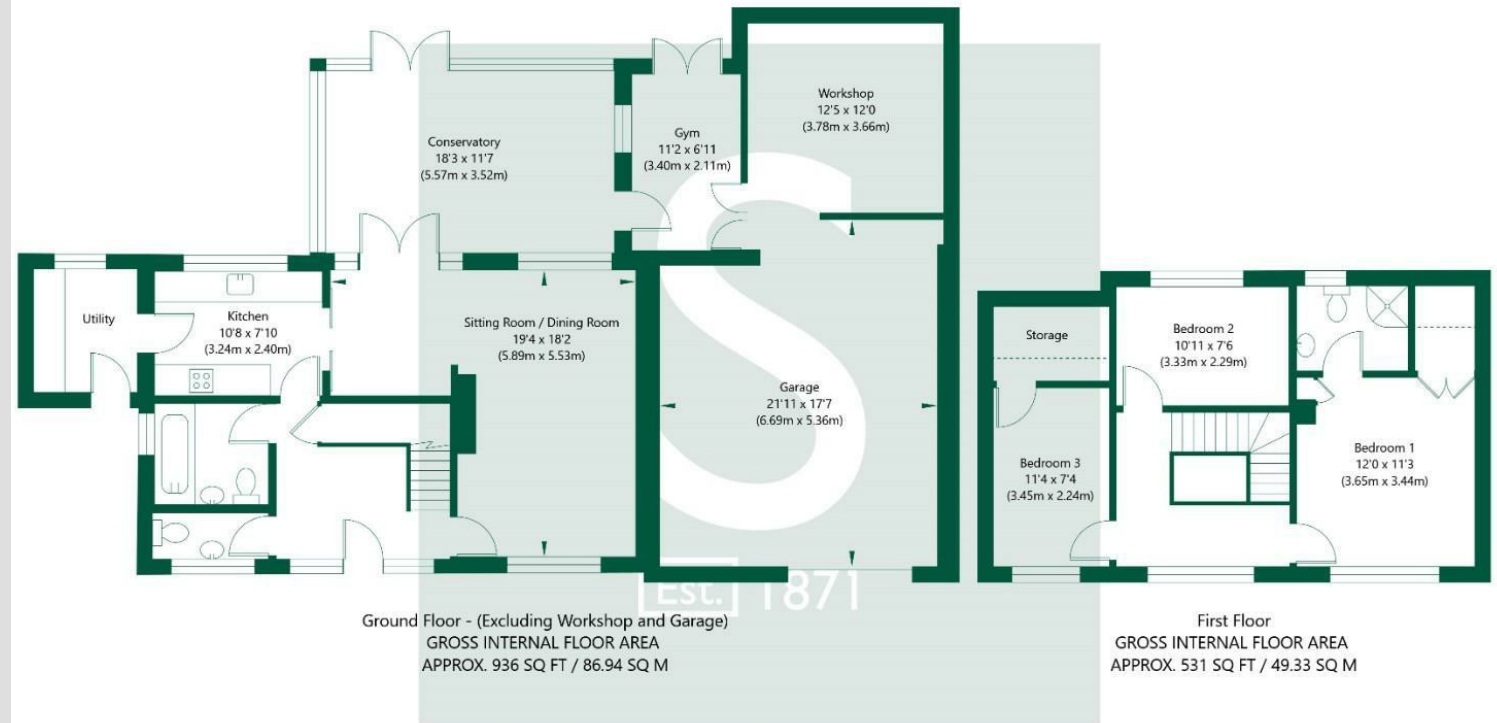 Workshop
12'5 x 12'0
(3.78m x 3.66m)
Conservatory
18'3 x 11'7
(5.57m x 3.52m)
Gym
11'2 x 6'11
(3.40m x 2.11m)
Utility
Kitchen
10'8 x 7'10
(3.24m x 2.40m)
Sitting Room / Dining Room
19'4 x 18'2
(5.89m x 5.53m)
Garage
21'11 x 17'7
(6.69m x 5.36m)
Storage
Bedroom 2
10'11 x 7'6
(3.33m x 2.29m)
Bedroom 3
11'4 x 7'4
(3.45m x 2.24m)
Bedroom 1
12'0 x 11'3
(3.65m x 3.44m)
S
Est. 1871
Ground Floor - (Excluding Workshop and Garage)
GROSS INTERNAL FLOOR AREA
APPROX. 936 SQ FT / 86.94 SQ M
First Floor
GROSS INTERNAL FLOOR AREA
APPROX. 531 SQ FT / 49.33 SQ M